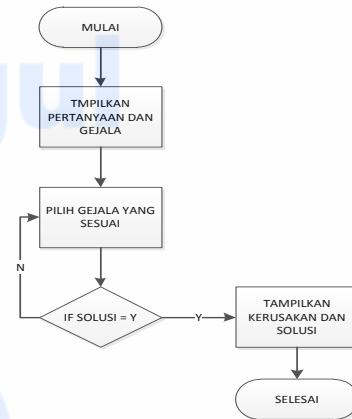 MULAI
TMPILKAN
PERTANYAAN DAN
GEJALA
PILIH GEJALA YANG
SESUAI
N
IF SOLUSI = Y
Y
TAMPILKAN
KERUSAKAN DAN
SOLUSI
SELESAI